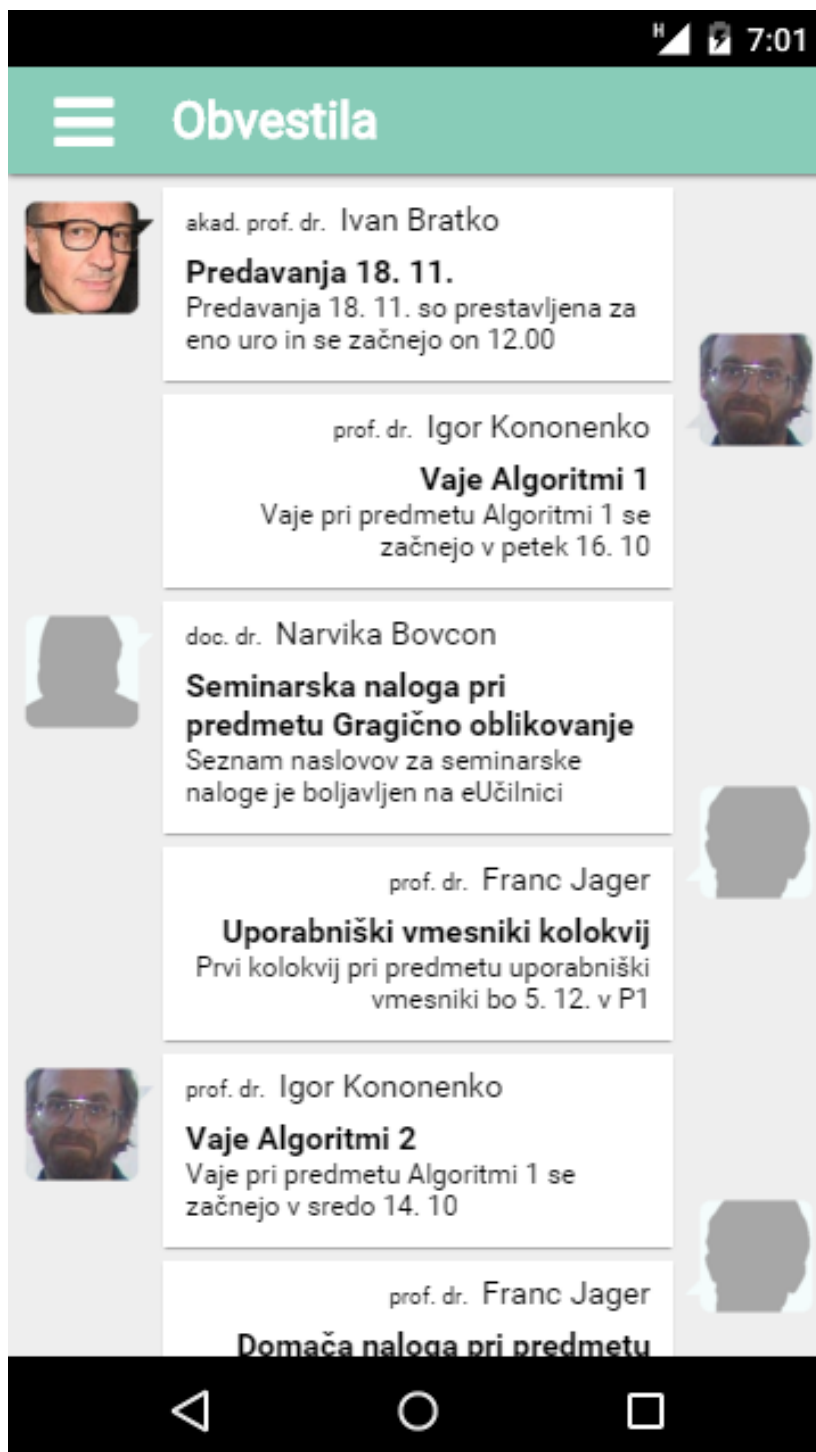 H 7:01
Obvestila
akad. prof. dr. Ivan Bratko
Predavanja 18. 11.
Predavanja 18. 11. so prestavljena za
eno uro in se začnejo on 12.00
prof. dr. Igor Kononenko
Vaje Algoritmi 1
Vaje pri predmetu Algoritmi 1 se
začnejo v petek 16. 10
doc. dr. Narvika Bovcon
Seminarska naloga pri
predmetu Gragično oblikovanje
Seznam naslovov za seminarske
naloge je boljavljen na eUčilnici
prof. dr. Franc Jager
Uporabniški vmesniki kolokvij
Prvi kolokvij pri predmetu uporabniški
vmesniki bo 5. 12. v P1
prof. dr. Igor Kononenko
Vaje Algoritmi 2
Vaje pri predmetu Algoritmi 1 se
začnejo v sredo 14. 10
prof. dr. Franc Jager
Domača naloga pri predmetu